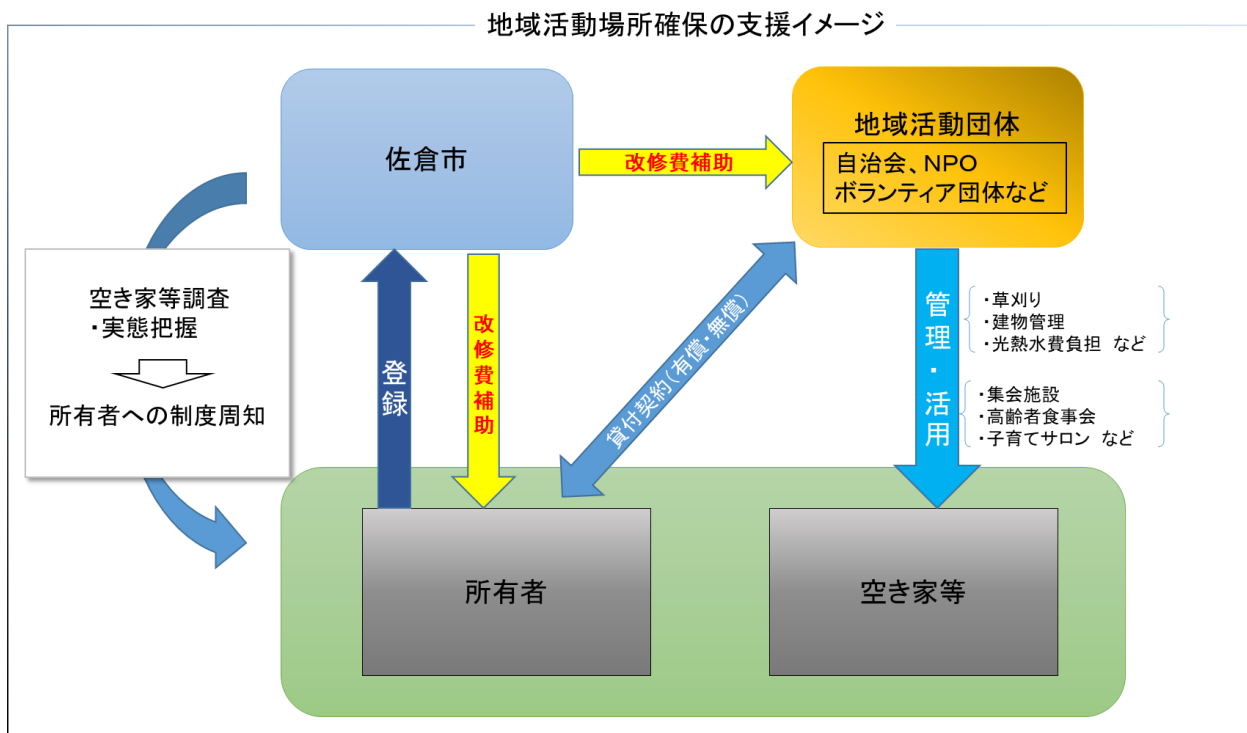 地域活動場所確保の支援イメージ
佐倉市
改修費補助
地域活動団体
自治会、NPO
ボランティア団体など
空き家等調査
・実態把握
所有者への制度周知
登録
改修費補助
貸付契約(有償・無償)
管理・活用
・草刈り
・建物管理
・光熱水費負担 など
・集会施設
・高齢者食事会
・子育てサロン など
所有者
空き家等